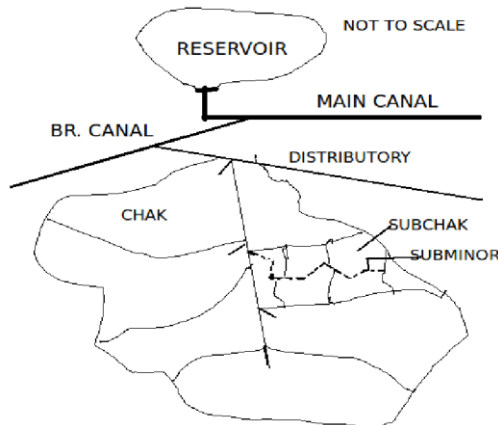 NOT TO SCALE
RESERVOIR
MAIN CANAL
BR. CANAL
DISTRIBUTORY
CHAK
SUBCHAK
SUBMINOR